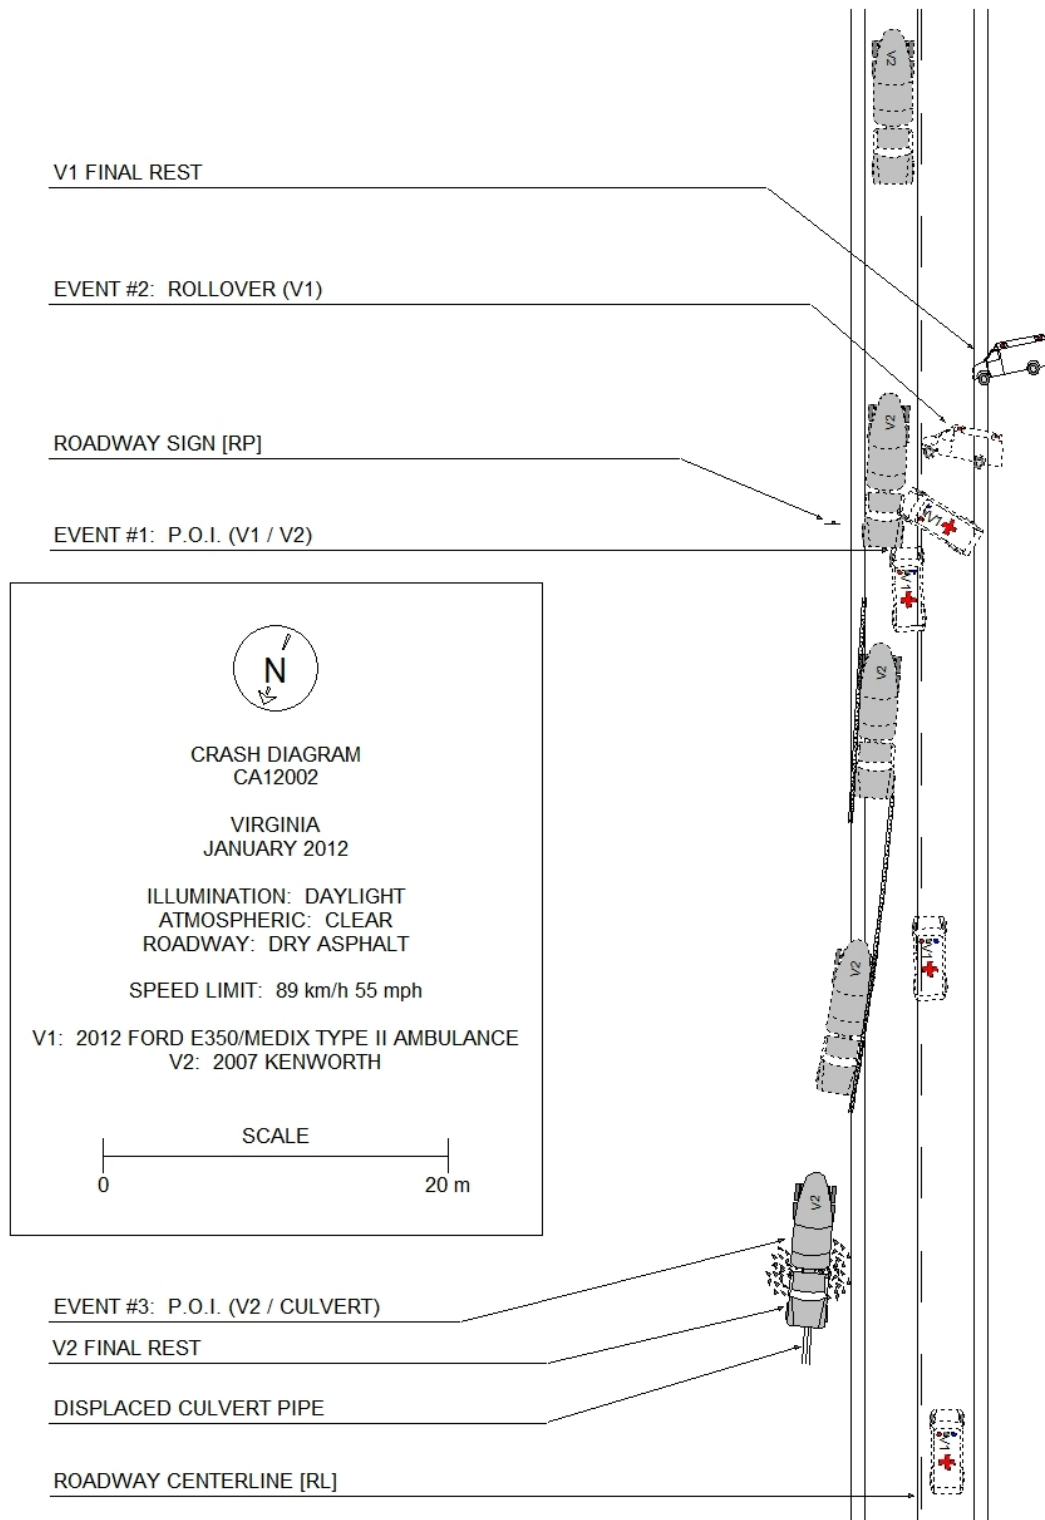 V2
V1 FINAL REST
EVENT #2:  ROLLOVER (V1)
V2
ROADWAY SIGN [RP]
V1
EVENT #1:  P.O.I. (V1 / V2)
V1
N
V2
CRASH DIAGRAM
CA12002
VIRGINIA
JANUARY 2012
ILLUMINATION:  DAYLIGHT
ATMOSPHERIC:  CLEAR
ROADWAY:  DRY ASPHALT
V1
V2
SPEED LIMIT:  89 km/h 55 mph
V1:  2012 FORD E350/MEDIX TYPE II AMBULANCE
V2:  2007 KENWORTH
SCALE
0 20 m
V2
EVENT #3:  P.O.I. (V2 / CULVERT)
V2 FINAL REST
DISPLACED CULVERT PIPE
V1
ROADWAY CENTERLINE [RL]